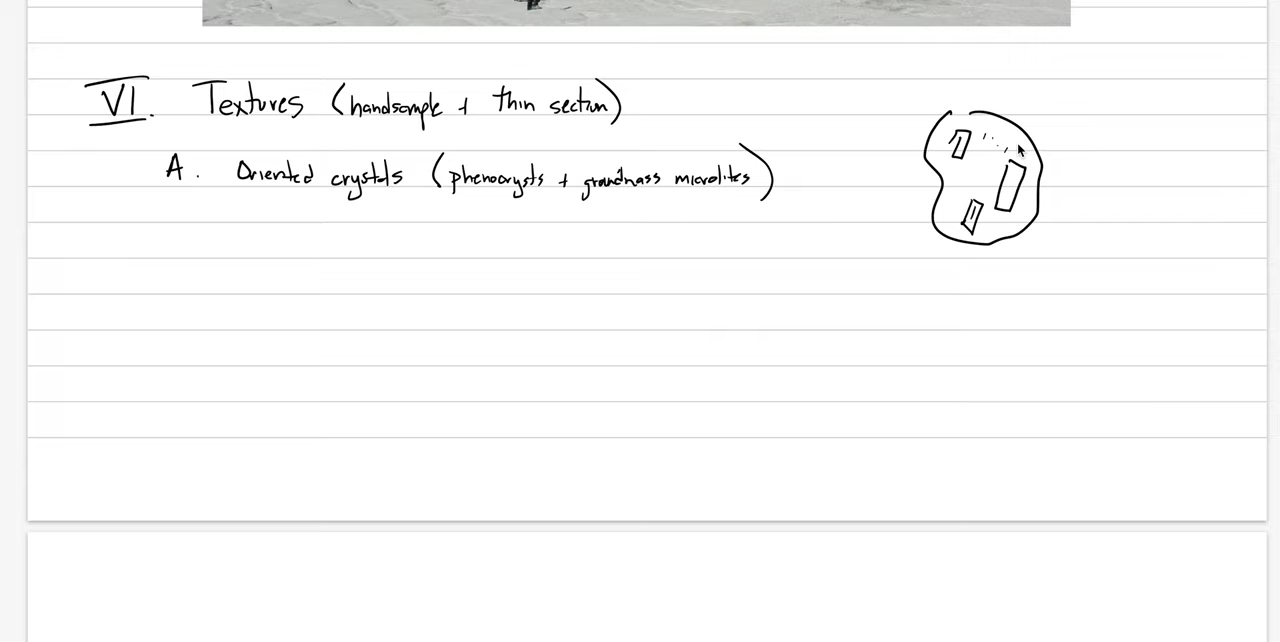 VI. Textures (handsample + thin section)
A. Oriented crystals (phenocrysts + groundmass microlites)